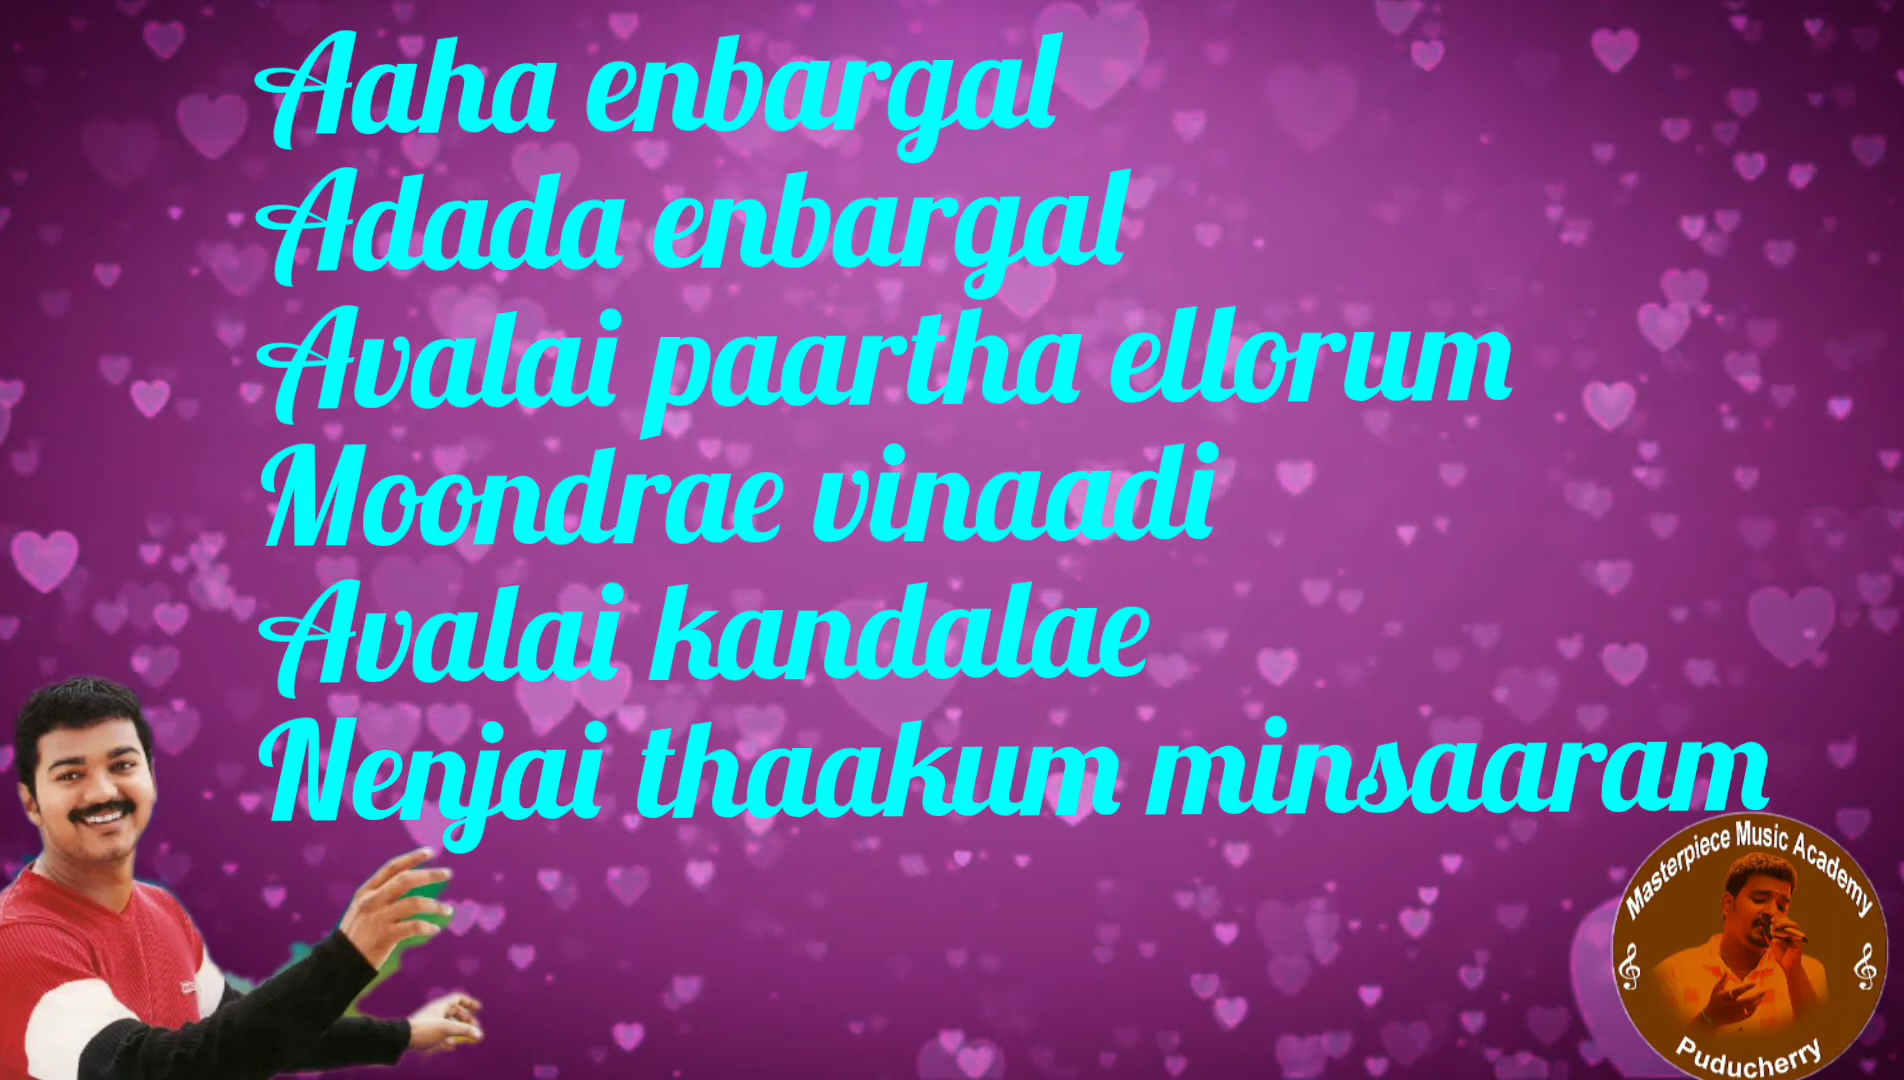 Aaha enbargal
Adada enbargal
Avalai paartha ellorum
Moondrae vinaadi
Avalai kandalae
Nenjai thaakum minsaaram
Masterpiece Music Academy
Puducherry